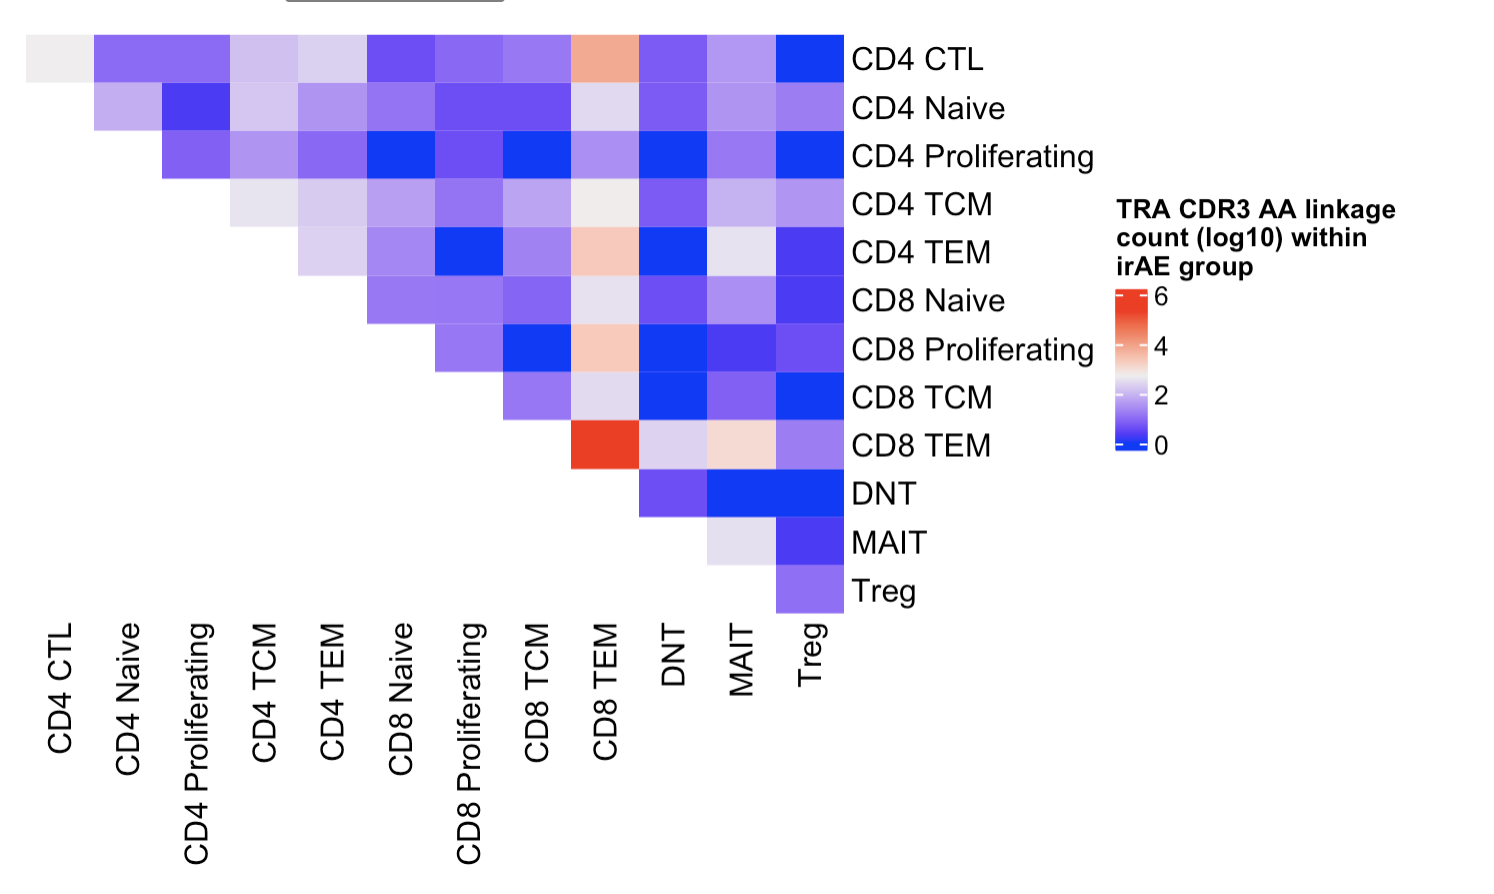 CD4 CTL
CD4 Naive
CD4 Proliferating
CD4 TCM
CD4 TEM
CD8 Naive
CD8 Proliferating
CD8 TCM
CD8 TEM
DNT
MAIT
Treg
TRA CDR3 AA linkage
count (log10) within
irAE group
6
4
2
0
CD4 CTL
CD4 Naive
CD4 Proliferating
CD4 TCM
CD4 TEM
CD8 Naive
CD8 Proliferating
CD8 TCM
CD8 TEM
DNT
MAIT
Treg